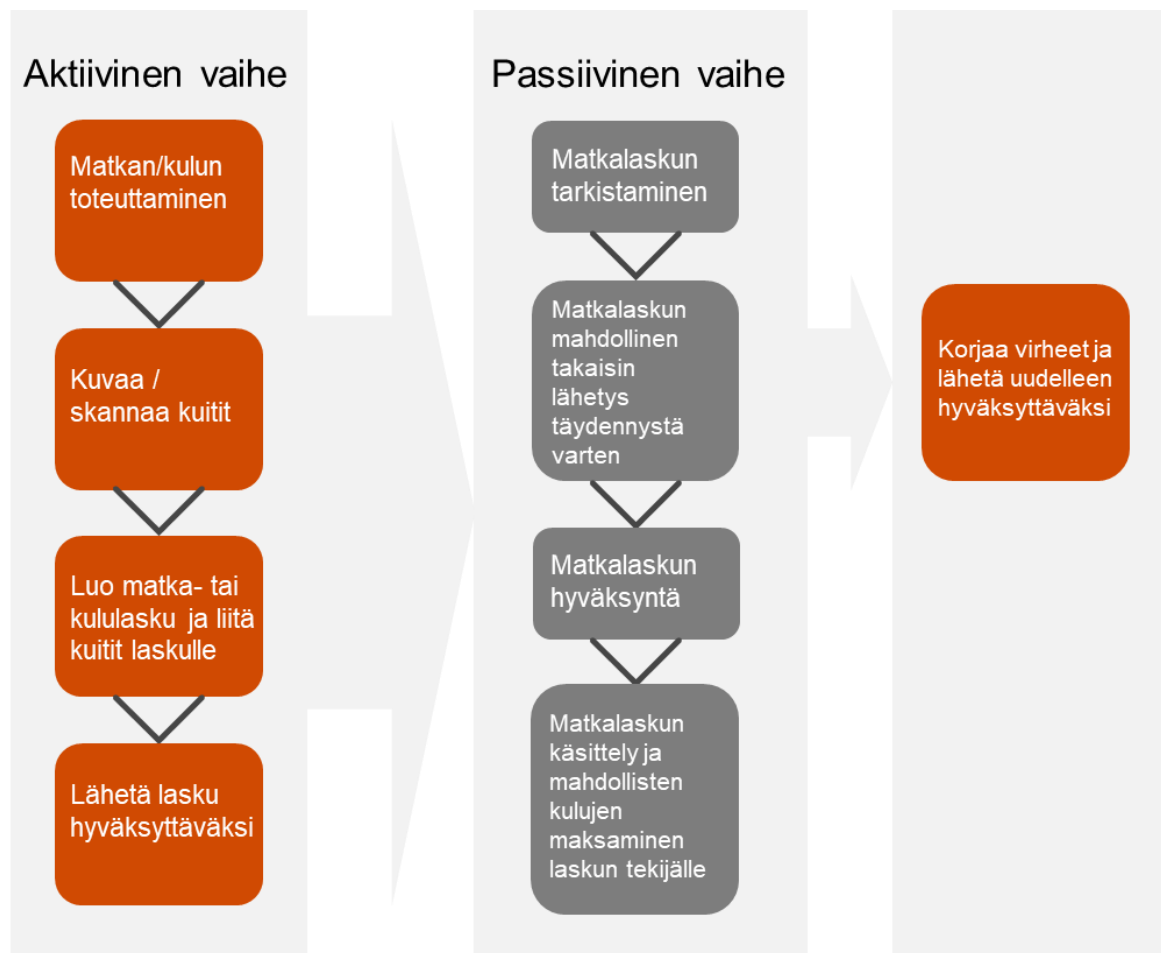 Aktiivinen vaihe
Matkan/kulun
toteuttaminen
Kuvaa /
skannaa kuitit
Luo matka- tai
kululasku ja liitä
kuitit laskulle
Lähetä lasku
hyväksyttäväksi
Passiivinen vaihe
Matkalaskun
tarkistaminen
Matkalaskun
mahdollinen
takaisin
lähetys
täydennystä
varten
Matkalaskun
hyväksyntä
Matkalaskun
käsittely ja
mahdollisten
kulujen
maksaminen
laskun tekijälle
Korjaa virheet ja
lähetä uudelleen
hyväksyttäväksi